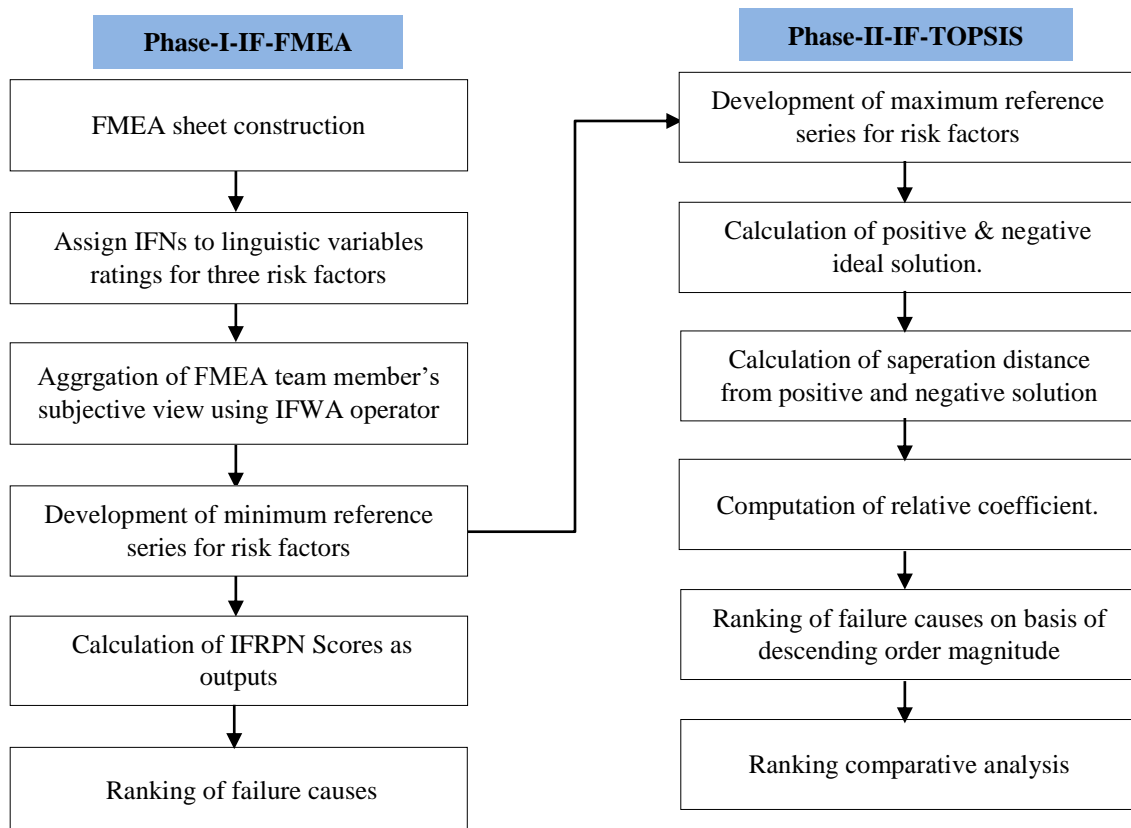 Phase-I-IF-FMEA
FMEA sheet construction
Assign IFNs to linguistic variables
ratings for three risk factors
Aggrgation of FMEA team member’s
subjective view using IFWA operator
Development of minimum reference
series for risk factors
Calculation of IFRPN Scores as
outputs
Ranking of failure causes
Phase-II-IF-TOPSIS
Development of maximum reference
series for risk factors
Calculation of positive & negative
ideal solution.
Calculation of saperation distance
from positive and negative solution
Computation of relative coefficient.
Ranking of failure causes on basis of
descending order magnitude
Ranking comparative analysis